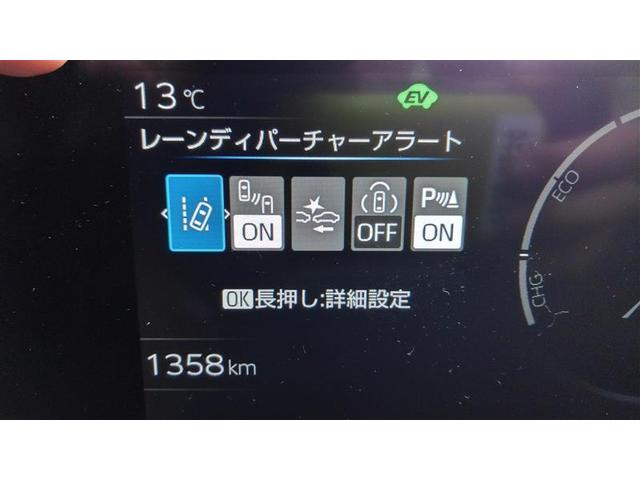 13℃
EV
レーンディパーチャーアラート
ON OFF P ON
OK長押し:詳細設定
ECO
CHG
1358km